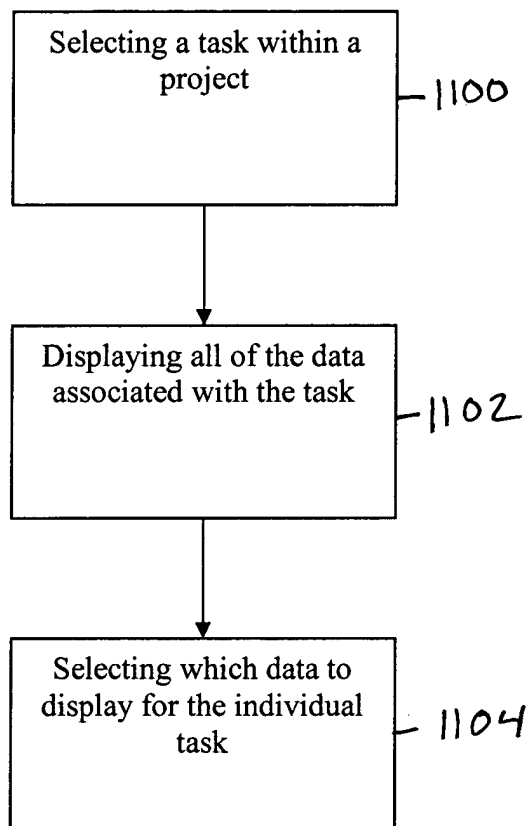 Selecting a task within a
project
1100
Displaying all of the data
associated with the task
1102
Selecting which data to
display for the individual
task
1104